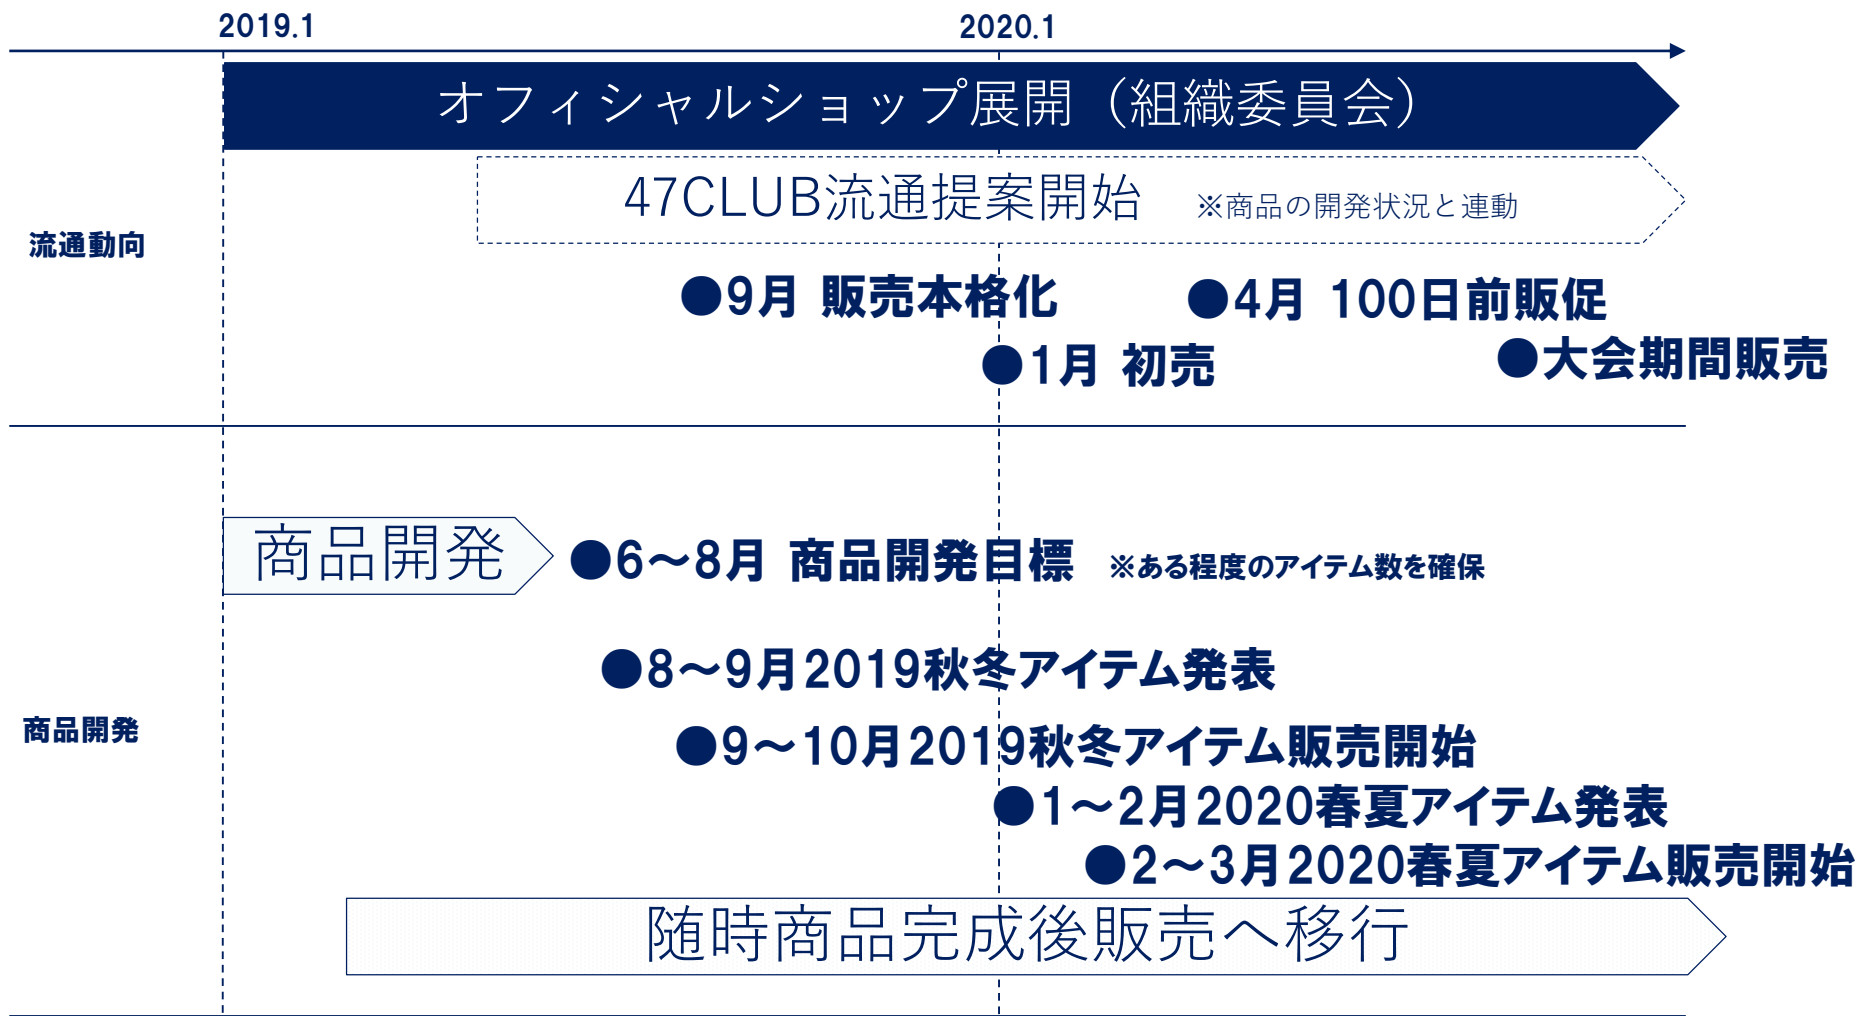 2019.1
2020.1
オフィシャルショップ展開（組織委員会）
47CLUB流通提案開始 ※商品の開発状況と連動
流通動向
●9月 販売本格化
●4月 100日前販促
●1月 初売
●大会期間販売
商品開発
●6～8月 商品開発目標 ※ある程度のアイテム数を確保
●8～9月2019秋冬アイテム発表
商品開発
●9～10月2019秋冬アイテム販売開始
●1～2月2020春夏アイテム発表
●2～3月2020春夏アイテム販売開始
随時商品完成後販売へ移行